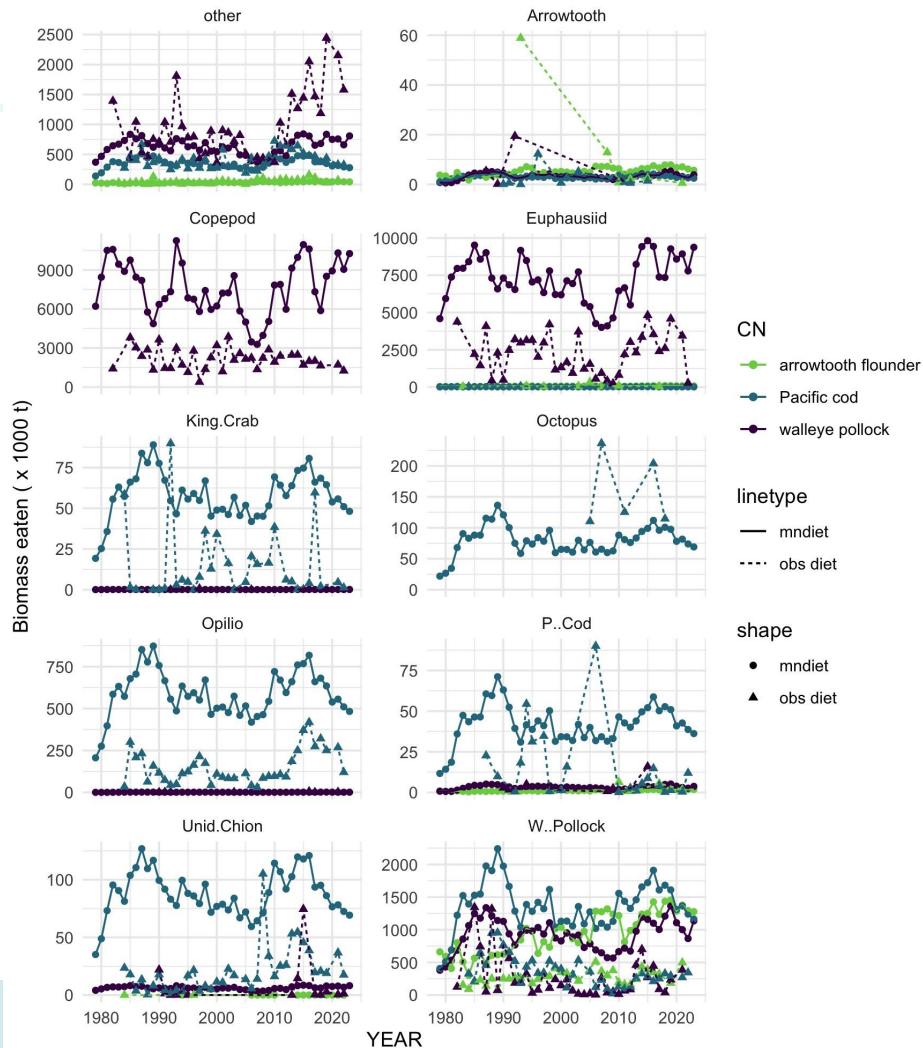 other
Arrowtooth
2500
2000
1500
1000
500
0
60
40
20
0
Copepod
Euphausiid
9000
6000
3000
0
10000
7500
5000
2500
0
King.Crab
Octopus
75
50
25
0
200
150
100
50
0
Opilio
P..Cod
750
500
250
0
75
50
25
0
Unid.Chion
W..Pollock
100
50
0
2000
1500
1000
500
0
1980 1990 2000 2010 2020
1980 1990 2000 2010 2020
YEAR
Biomass eaten ( x 1000 t)
CN
arrowtooth flounder
Pacific cod
walleye pollock
linetype
mndiet
obs diet
shape
mndiet
obs diet